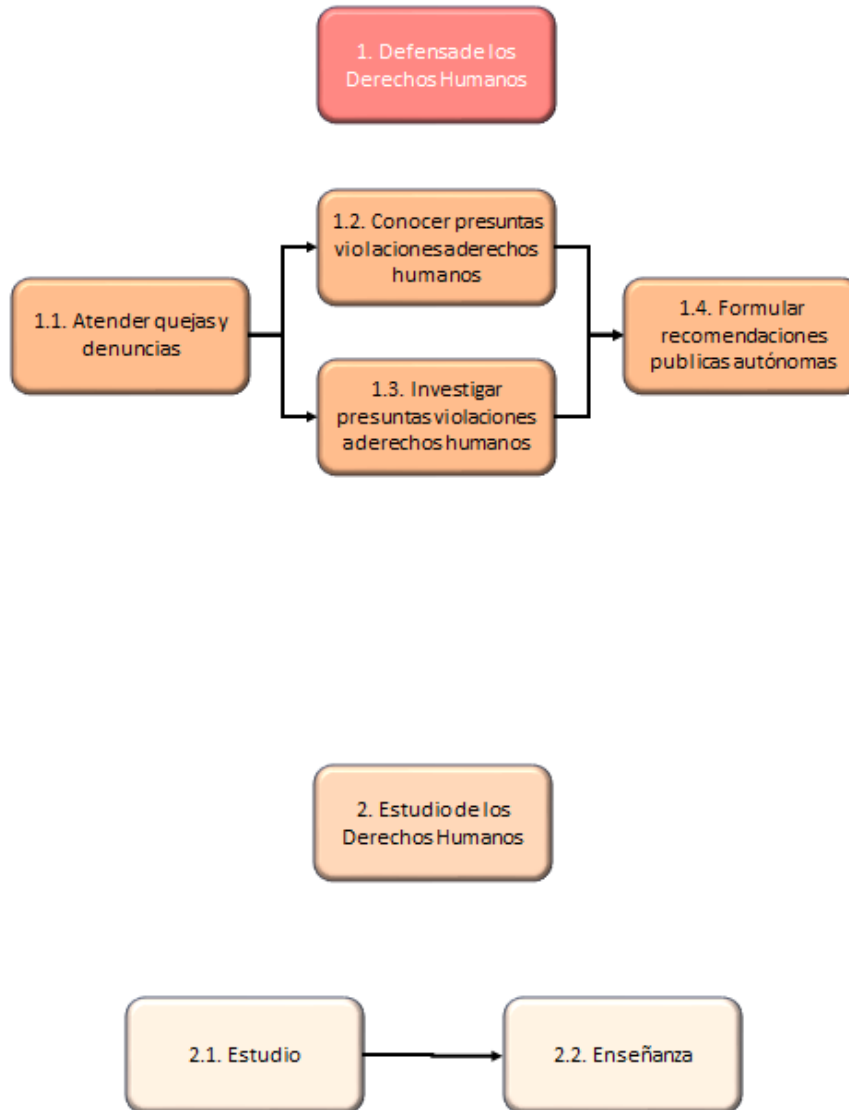 1. Defensa de los
Derechos Humanos
1.2. Conocer presuntas
violaciones a derechos
humanos
1.1. Atender quejas y
denuncias
1.4. Formular
recomendaciones
publicas autónomas
1.3. Investigar
presuntas violaciones
a derechos humanos
2. Estudio de los
Derechos Humanos
2.1. Estudio
2.2. Enseñanza